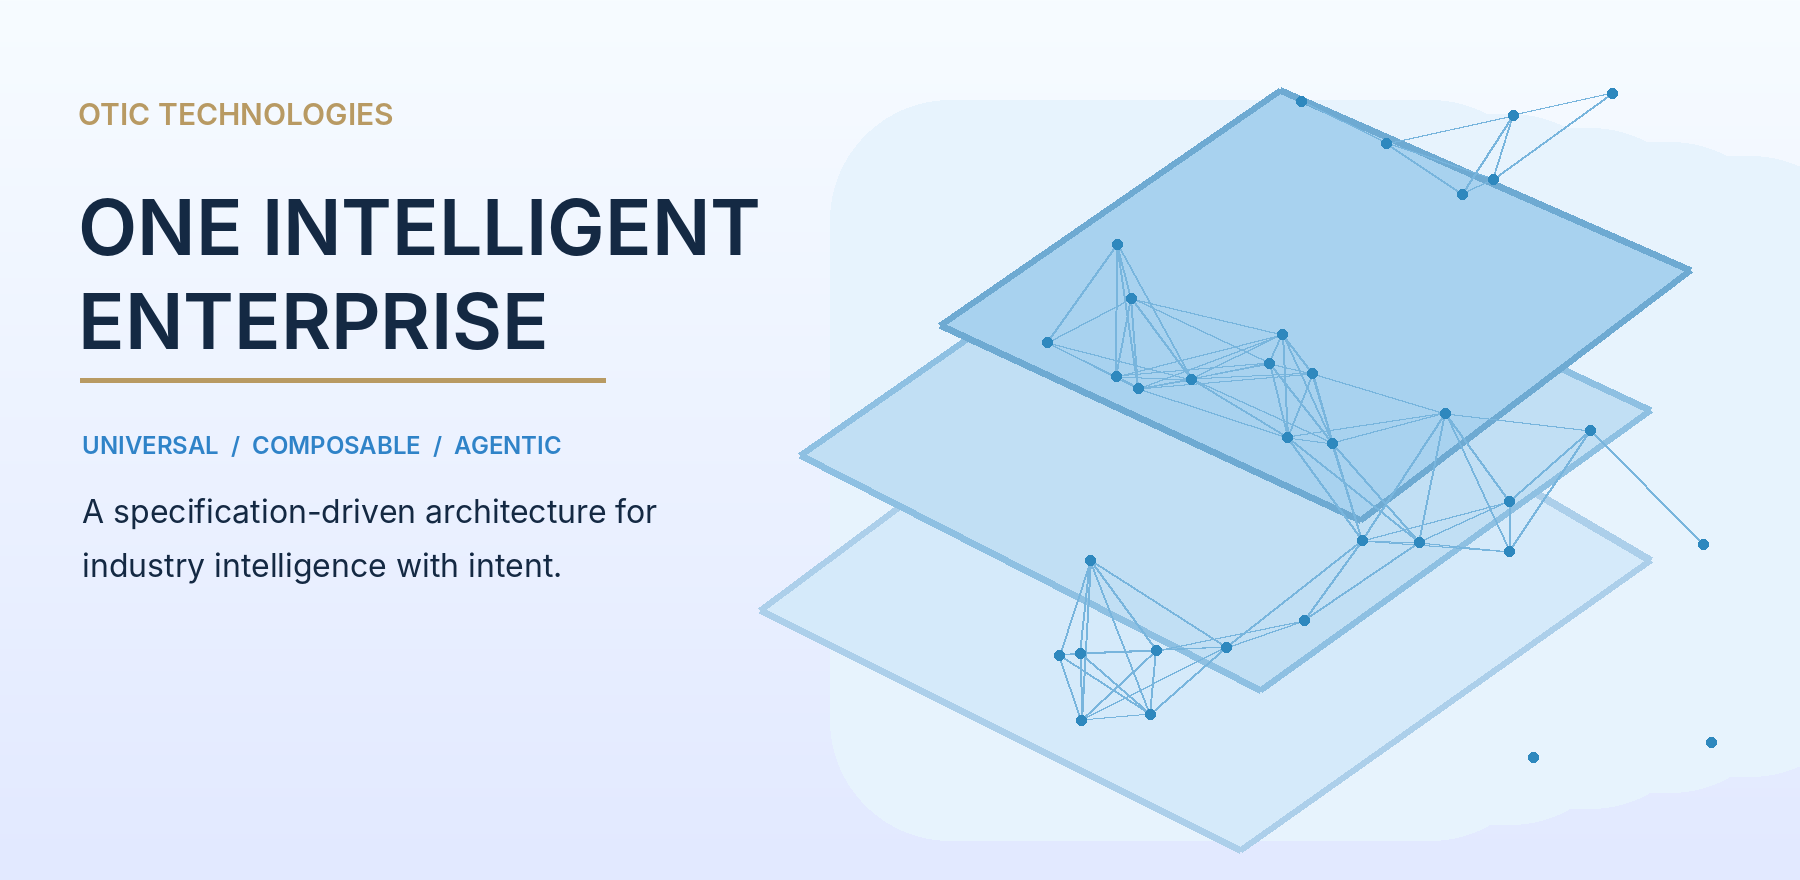 OTIC TECHNOLOGIES
ONE INTELLIGENT
ENTERPRISE
UNIVERSAL / COMPOSABLE / AGENTIC
A specification-driven architecture for
industry intelligence with intent.